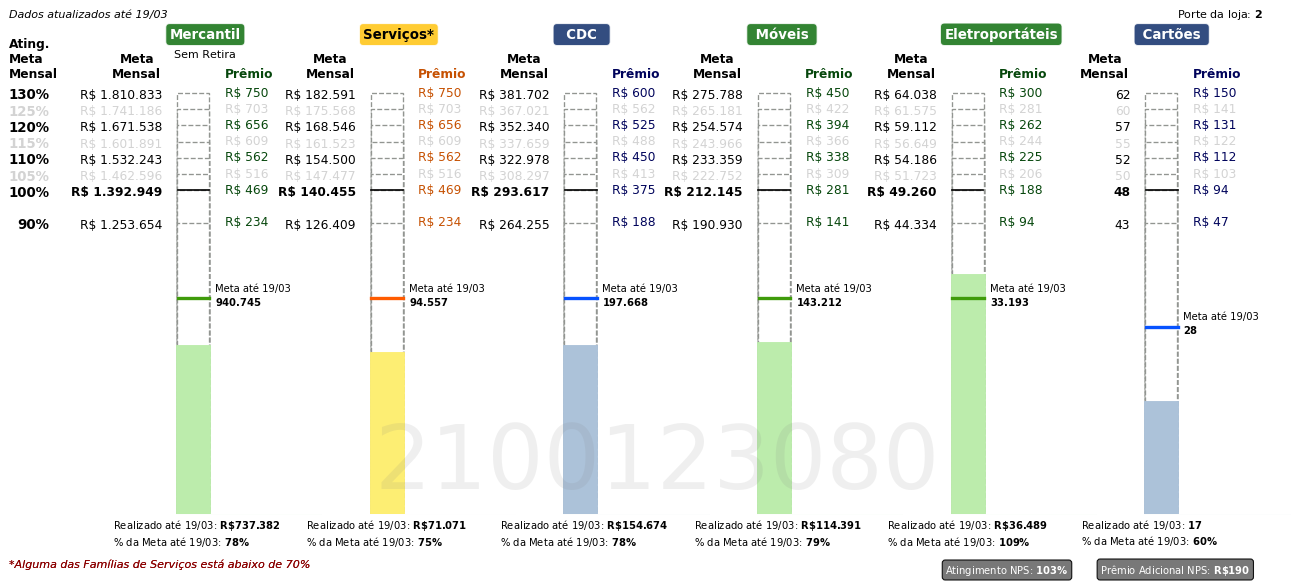 Dados atualizados até 19/03
Porte da loja: 2
Mercantil Serviços* CDC Móveis Eletroportáteis Cartões
Sem Retira
Ating. Meta Mensal
Meta Mensal Prêmio Meta Mensal Prêmio Meta Mensal Prêmio Meta Mensal Prêmio Meta Mensal Prêmio Meta Mensal Prêmio
130% R$ 1.810.833 R$ 750 R$ 182.591 R$ 750 R$ 381.702 R$ 600 R$ 275.788 R$ 450 R$ 64.038 R$ 300 62 R$ 150
125% R$ 1.741.186 R$ 703 R$ 175.568 R$ 703 R$ 367.021 R$ 562 R$ 265.181 R$ 422 R$ 61.575 R$ 281 60 R$ 141
120% R$ 1.671.538 R$ 656 R$ 168.546 R$ 656 R$ 352.340 R$ 525 R$ 254.574 R$ 394 R$ 59.112 R$ 262 57 R$ 131
115% R$ 1.601.891 R$ 609 R$ 161.523 R$ 609 R$ 337.659 R$ 488 R$ 243.966 R$ 366 R$ 56.649 R$ 244 55 R$ 122
110% R$ 1.532.243 R$ 562 R$ 154.500 R$ 562 R$ 322.978 R$ 450 R$ 233.359 R$ 338 R$ 54.186 R$ 225 52 R$ 112
105% R$ 1.462.596 R$ 516 R$ 147.477 R$ 516 R$ 308.297 R$ 413 R$ 222.752 R$ 309 R$ 51.723 R$ 206 50 R$ 103
100% R$ 1.392.949 R$ 469 R$ 140.455 R$ 469 R$ 293.617 R$ 375 R$ 212.145 R$ 281 R$ 49.260 R$ 188 48 R$ 94
90% R$ 1.253.654 R$ 234 R$ 126.409 R$ 234 R$ 264.255 R$ 188 R$ 190.930 R$ 141 R$ 44.334 R$ 94 43 R$ 47
Meta até 19/03 Meta até 19/03 Meta até 19/03 Meta até 19/03 Meta até 19/03
940.745 94.557 197.668 143.212 33.193
Meta até 19/03
28
2100123080
Realizado até 19/03: R$737.382 Realizado até 19/03: R$71.071 Realizado até 19/03: R$154.674 Realizado até 19/03: R$114.391 Realizado até 19/03: R$36.489 Realizado até 19/03: 17
% da Meta até 19/03: 78% % da Meta até 19/03: 75% % da Meta até 19/03: 78% % da Meta até 19/03: 79% % da Meta até 19/03: 109% % da Meta até 19/03: 60%
*Alguma das Famílias de Serviços está abaixo de 70%
Atingimento NPS: 103% Prêmio Adicional NPS: R$190